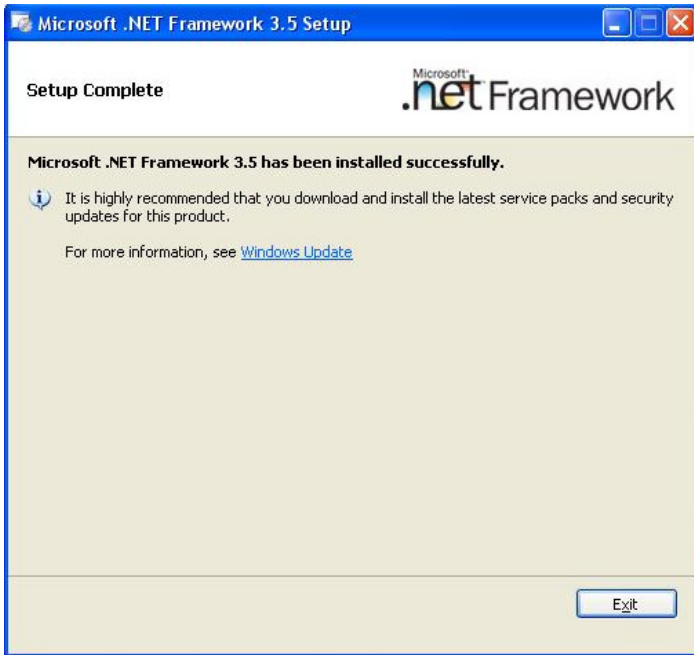 Microsoft .NET Framework 3.5 Setup
Setup Complete
Microsoft
.net Framework
Microsoft .NET Framework 3.5 has been installed successfully.
It is highly recommended that you download and install the latest service packs and security
updates for this product.
For more information, see Windows Update
Exit